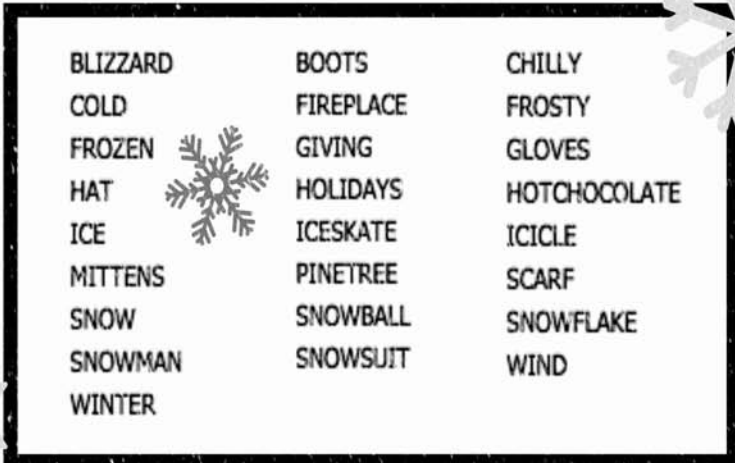 BLIZZARD
COLD
FROZEN
HAT
ICE
MITTENS
SNOW
SNOWMAN
WINTER
BOOTS
FIREPLACE
GIVING
HOLIDAYS
ICESKATE
PINETREE
SNOWBALL
SNOWSUIT
CHILLY
FROSTY
GLOVES
HOTCHOCOLATE
ICICLE
SCARF
SNOWFLAKE
WIND